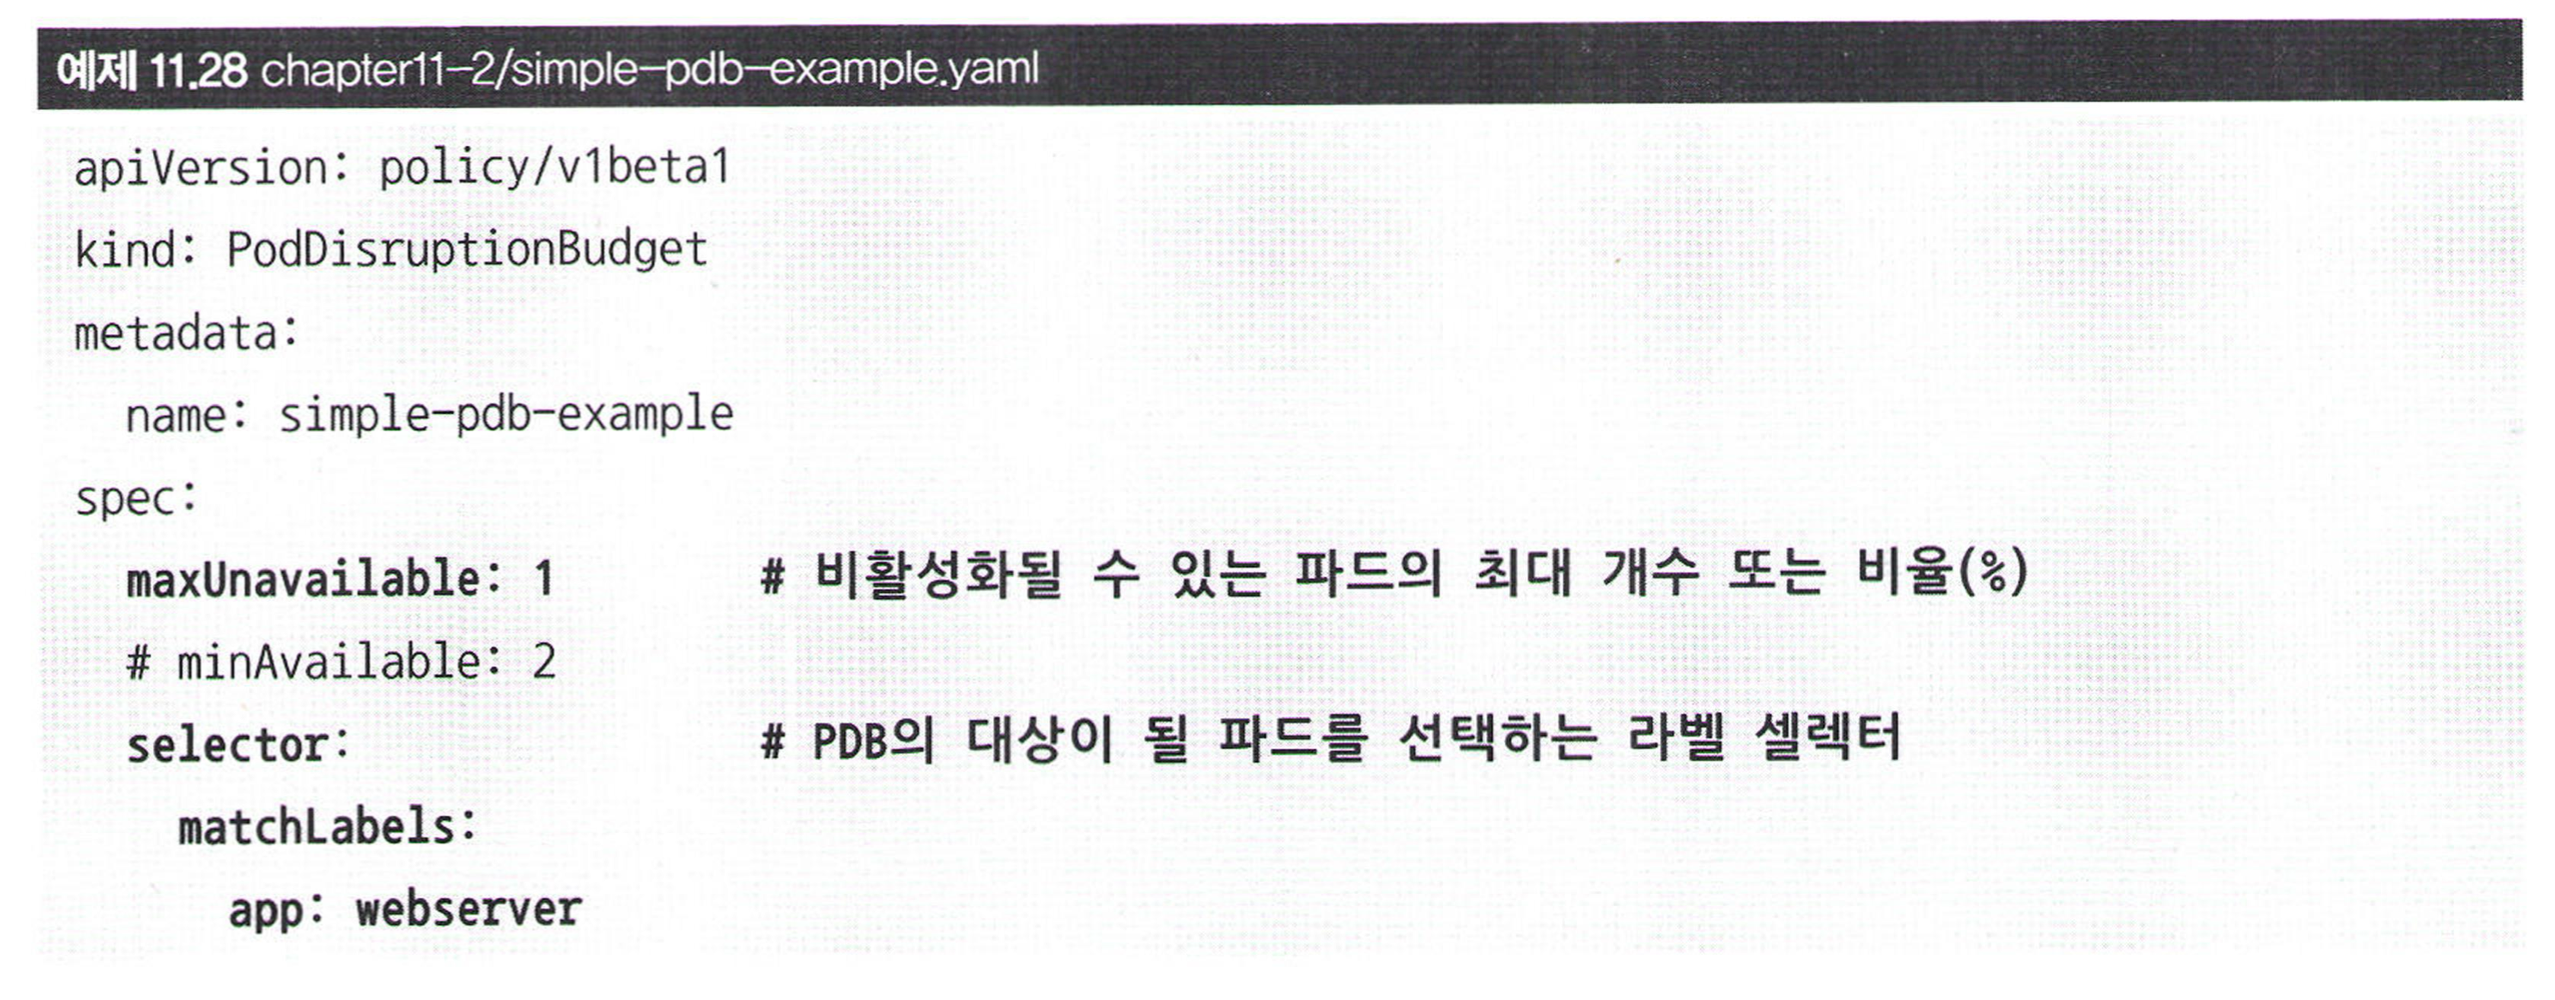 예제 11.28 chapter11-2/simple-pdb-example.yaml
apiVersion: policy/v1beta1
kind: PodDisruptionBudget
metadata:
  name: simple-pdb-example
spec:
  maxUnavailable: 1        # 비활성화될 수 있는 파드의 최대 개수 또는 비율(%)
  # minAvailable: 2
  selector:                # PDB의 대상이 될 파드를 선택하는 라벨 셀렉터
    matchLabels:
      app: webserver